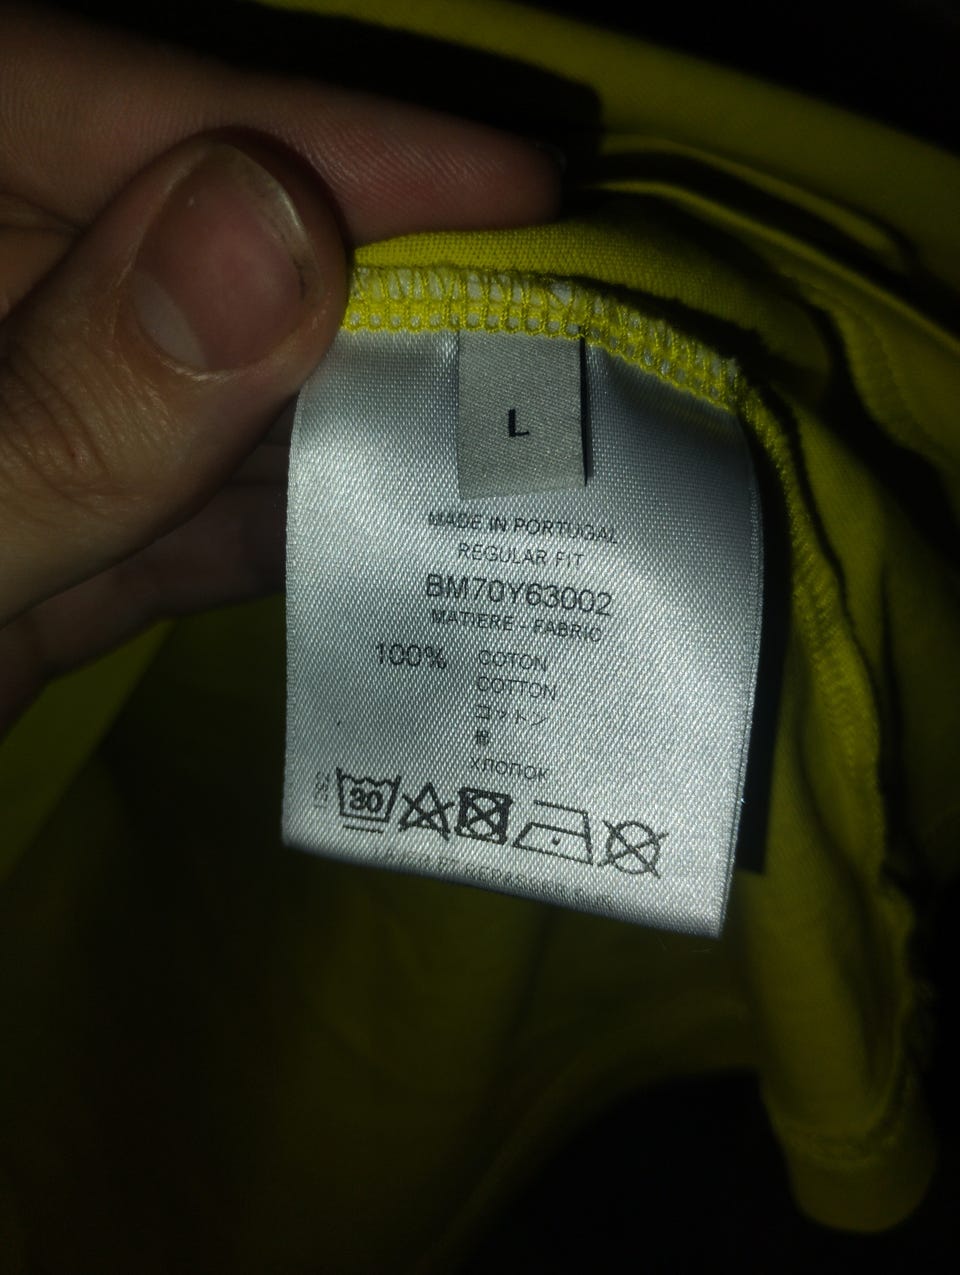 L
MADE IN PORTUGAL
REGULAR FIT
BM70Y63002
MATIERE - FABRIC
100% COTON
COTTON
コットン
棉
хлопок
30